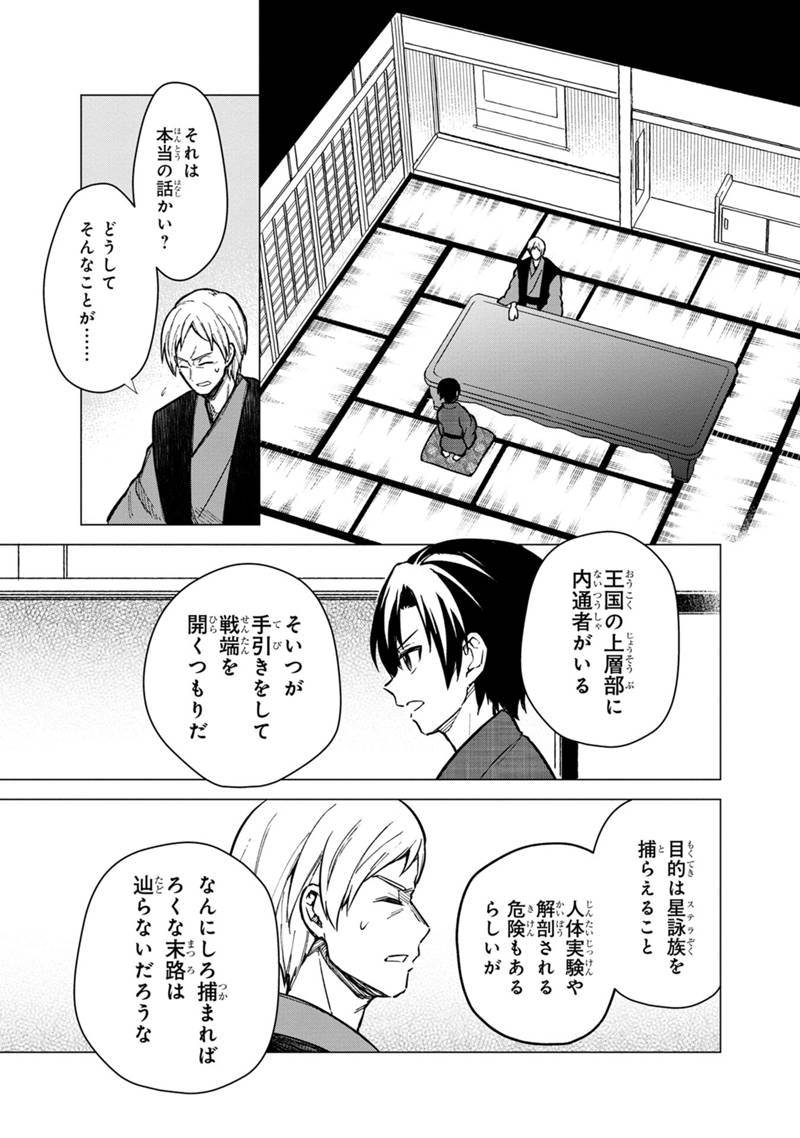 それは
本当の話かい？
どうして
そんなことが……
王国の上層部に
内通者がいる
そいつが
手引きをして
戦端を
開くつもりだ
目的は星詠族を
捕らえること
人体実験や
解剖される
危険もある
らしいが
なんにしろ捕まれば
ろくな末路は
辿らないだろうな